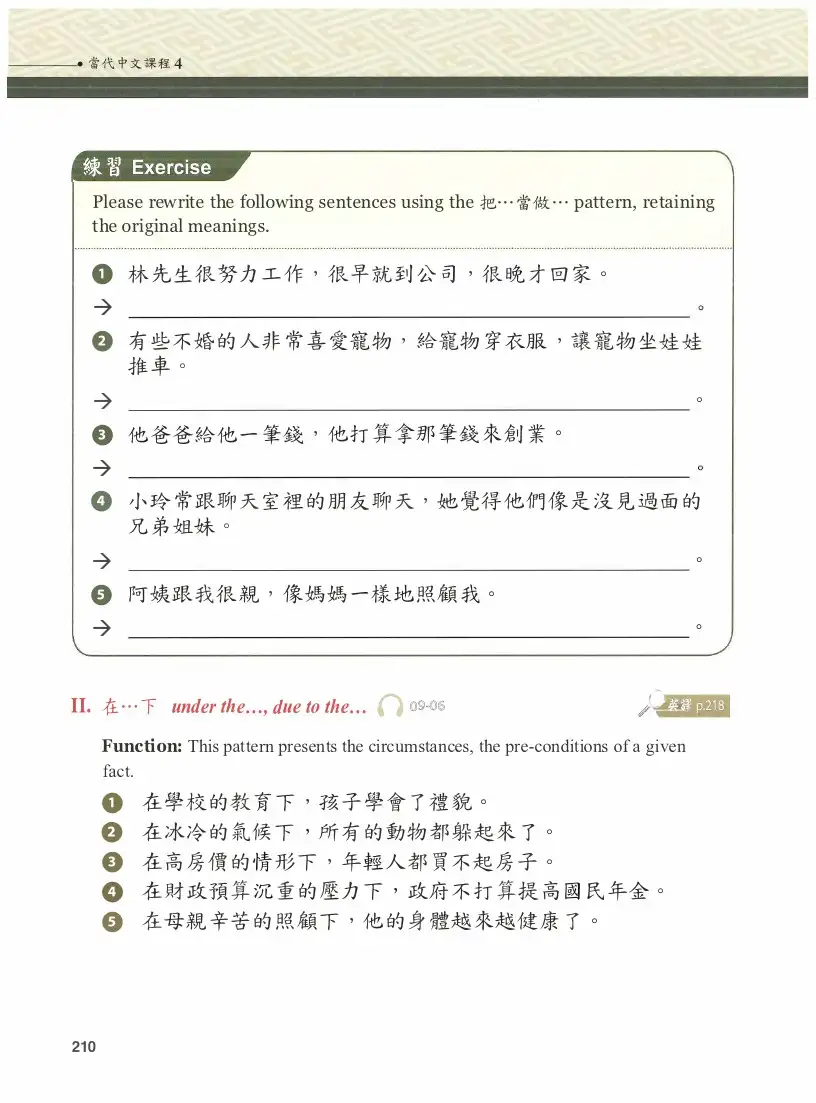 當代中文課程 4
練習 Exercise
Please rewrite the following sentences using the 把…當做… pattern, retaining
the original meanings.
1 林先生很努力工作，很早就到公司，很晚才回家。
→ 。
2 有些不婚的人非常喜愛寵物，給寵物穿衣服，讓寵物坐娃娃
推車。
→ 。
3 他爸爸給他一筆錢，他打算拿那筆錢來創業。
→ 。
4 小玲常跟聊天室裡的朋友聊天，她覺得他們像是沒見過面的
兄弟姐妹。
→ 。
5 阿姨跟我很親，像媽媽一樣地照顧我。
→ 。
II. 在…下 under the…, due to the… 09-06 英譯 p.218
Function: This pattern presents the circumstances, the pre-conditions of a given
fact.
1 在學校的教育下，孩子學會了禮貌。
2 在冰冷的氣候下，所有的動物都躲起來了。
3 在高房價的情形下，年輕人都買不起房子。
4 在財政預算沉重的壓力下，政府不打算提高國民年金。
5 在母親辛苦的照顧下，他的身體越來越健康了。
210